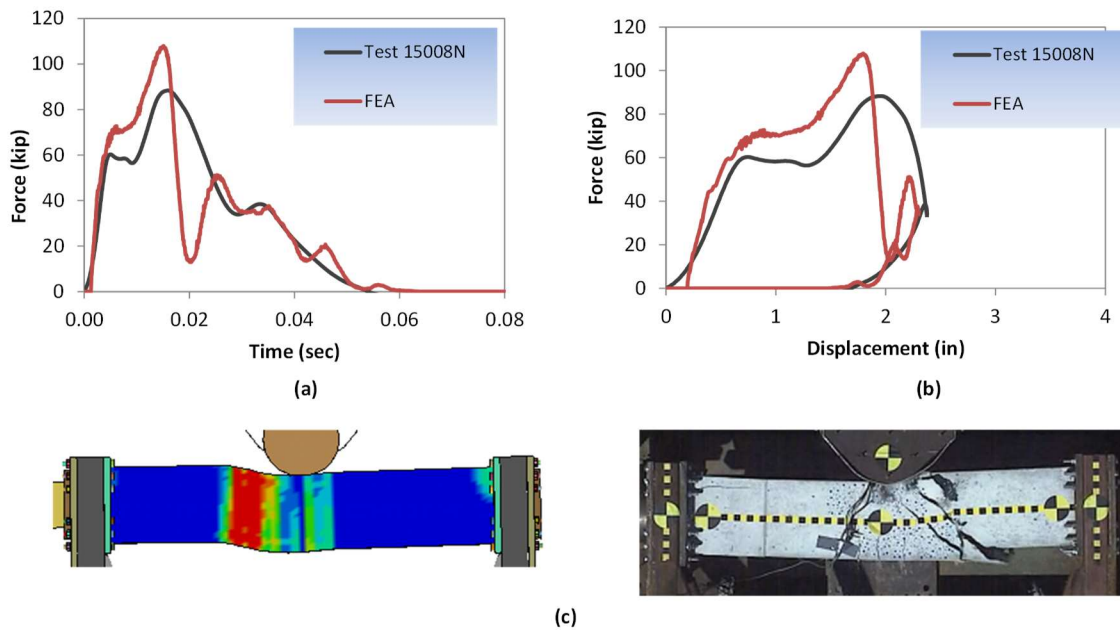 120
100
80
60
40
20
0
Force (kip)
Test 15008N
FEA
0.00
0.02
0.04
0.06
0.08
Time (sec)
(a)
120
100
80
60
40
20
0
Force (kip)
Test 15008N
FEA
0
1
2
3
4
Displacement (in)
(b)
(c)